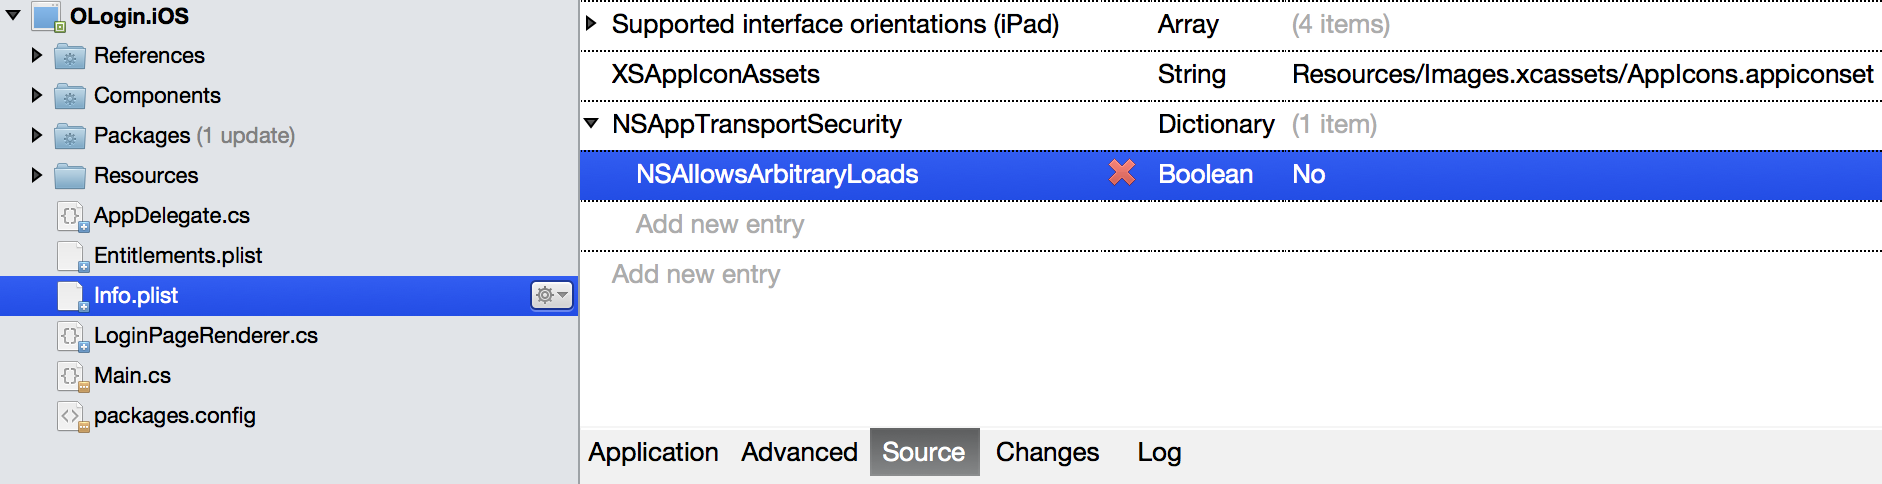 OLogin.iOS
References
Components
Packages (1 update)
Resources
AppDelegate.cs
Entitlements.plist
Info.plist
LoginPageRenderer.cs
Main.cs
packages.config
Supported interface orientations (iPad) Array (4 items)
XSAppIconAssets String Resources/Images.xcassets/AppIcons.appiconset
NSAppTransportSecurity Dictionary (1 item)
NSAllowsArbitraryLoads Boolean No
Add new entry
Add new entry
Application Advanced Source Changes Log